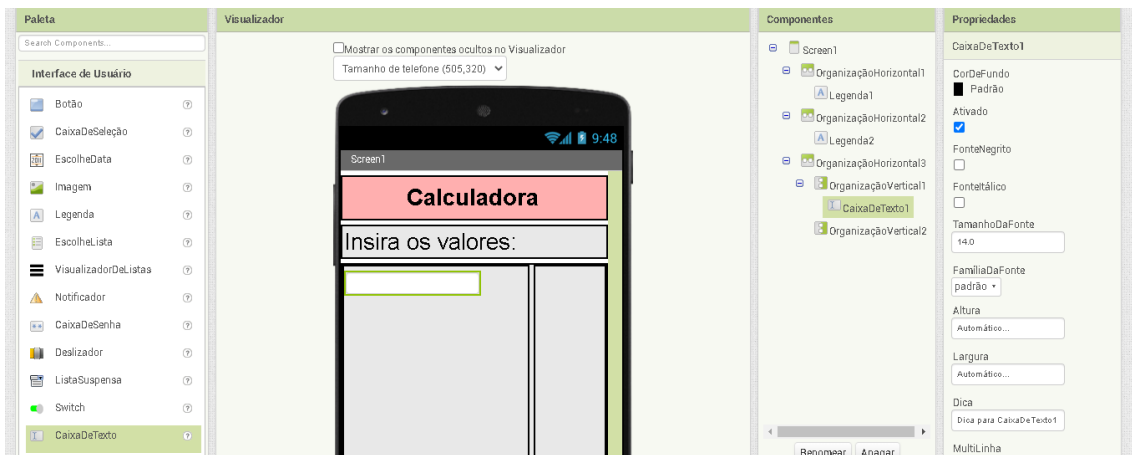 Paleta
Search Components...
Interface de Usuário
Botão
CaixaDeSeleção
EscolheData
Imagem
Legenda
EscolheLista
VisualizadorDeListas
Notificador
CaixaDeSenha
Deslizador
ListaSuspensa
Switch
CaixaDeTexto
Visualizador
Mostrar os componentes ocultos no Visualizador
Tamanho de telefone (505,320)
9:48
Screen1
Calculadora
Insira os valores:
Componentes
Screen1
OrganizaçãoHorizontal1
Legenda1
OrganizaçãoHorizontal2
Legenda2
OrganizaçãoHorizontal3
OrganizaçãoVertical1
CaixaDeTexto1
OrganizaçãoVertical2
Renomear Apagar
Propriedades
CaixaDeTexto1
CorDeFundo
Padrão
Ativado
FonteNegrito
FonteItálico
TamanhoDaFonte
14.0
FamíliaDaFonte
padrão
Altura
Automático...
Largura
Automático...
Dica
Dica para CaixaDeTexto1
MultiLinha